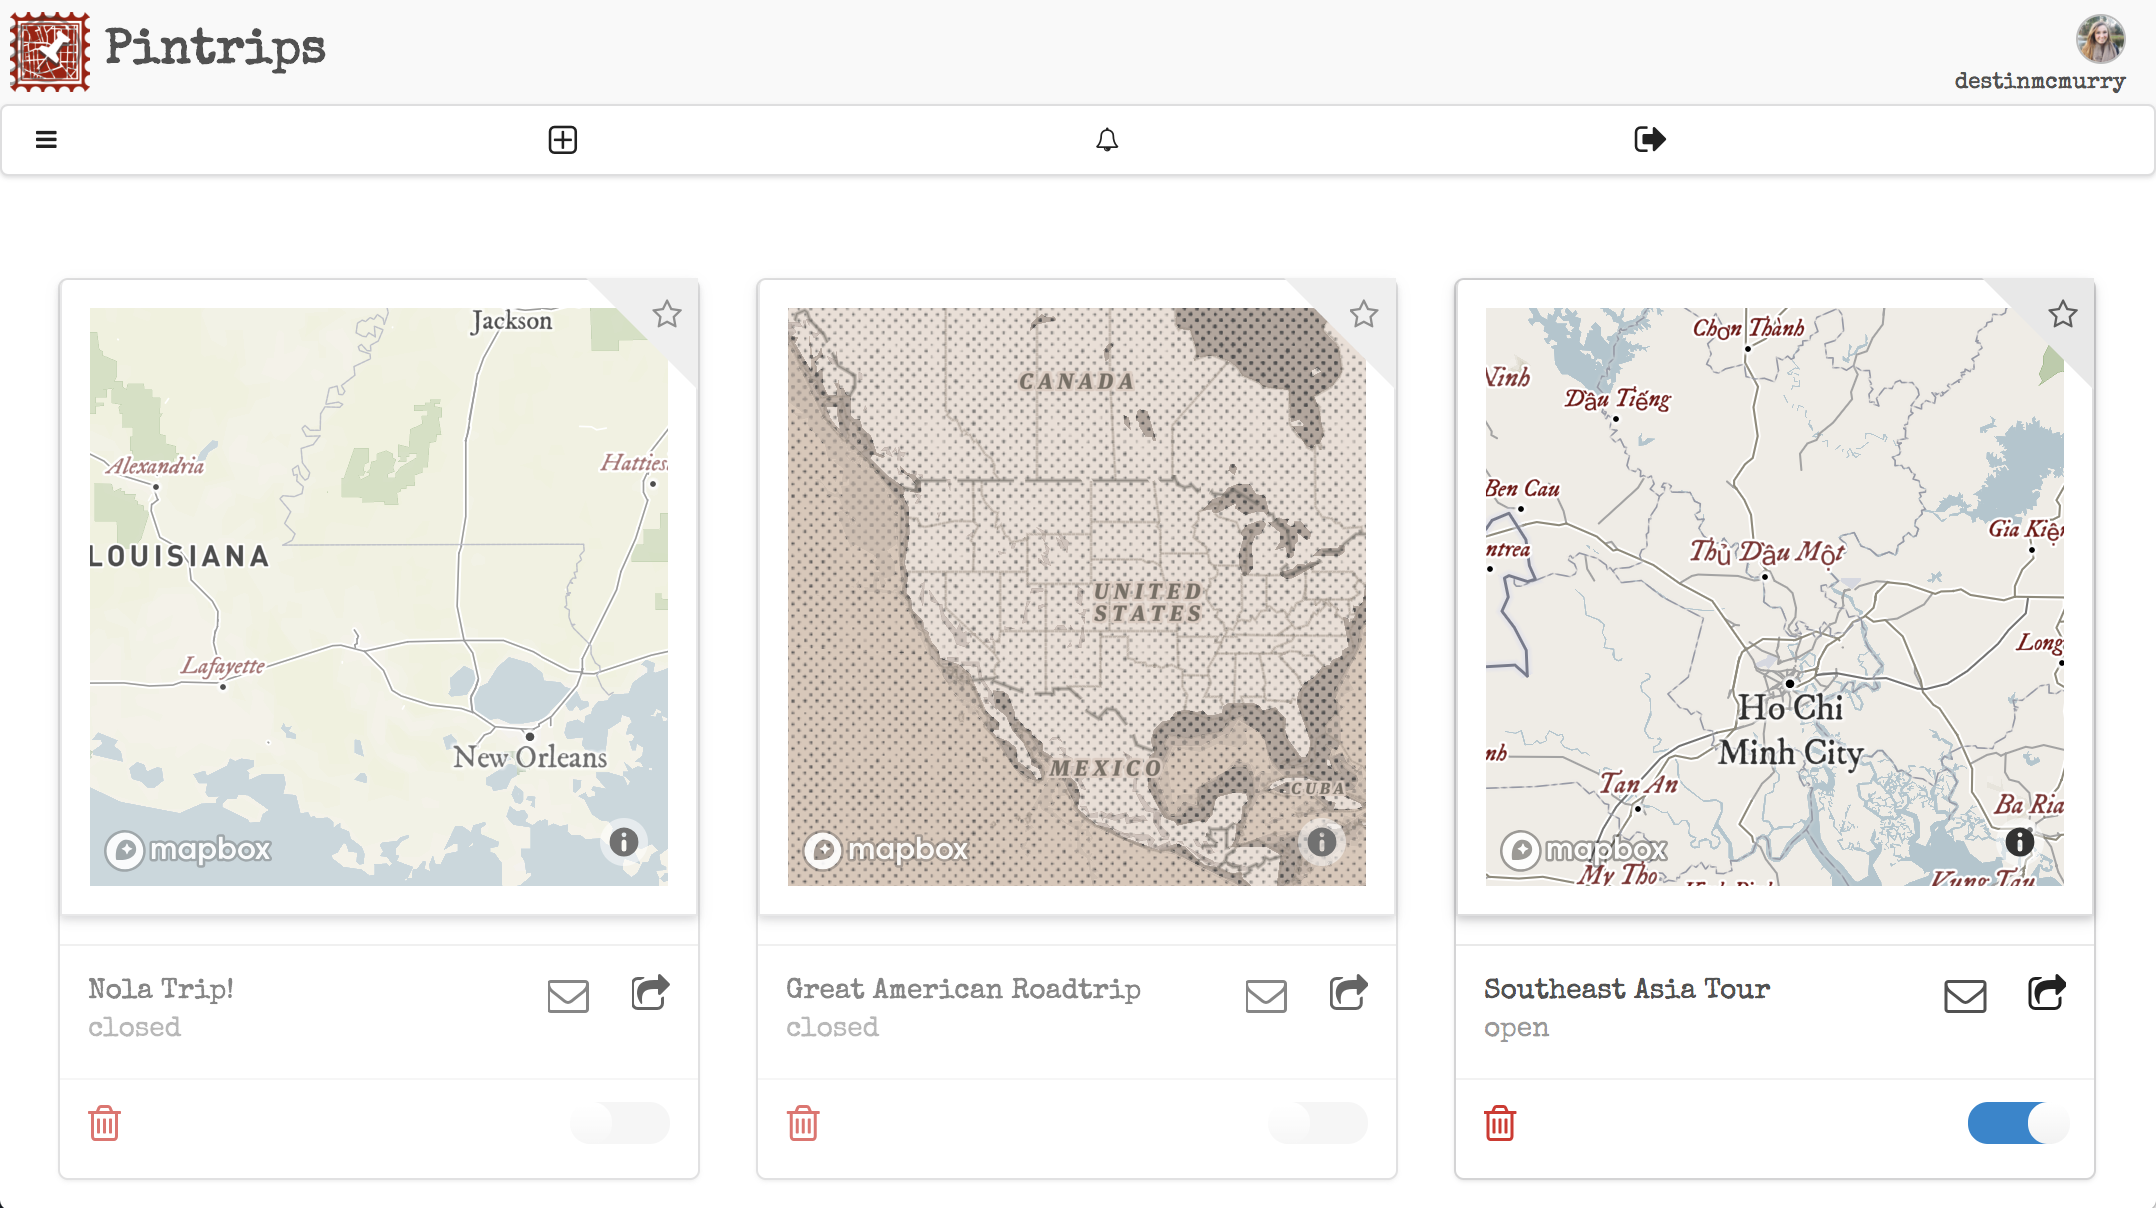 Pintrips
destinmcmurry
Jackson
Alexandria
LOUISIANA
Lafayette
New Orleans
mapbox
CANADA
UNITED
STATES
MEXICO
CUBA
mapbox
Chơn Thành
Ninh
Dầu Tiếng
Ben Cau
Gia Kiệ
ntrea
Thủ Dầu Một
Long
Ho Chi
Minh City
nh
Tan An
Ba Ria
mapbox
My Tho
Vung Tau
Nola Trip!
closed
Great American Roadtrip
closed
Southeast Asia Tour
open